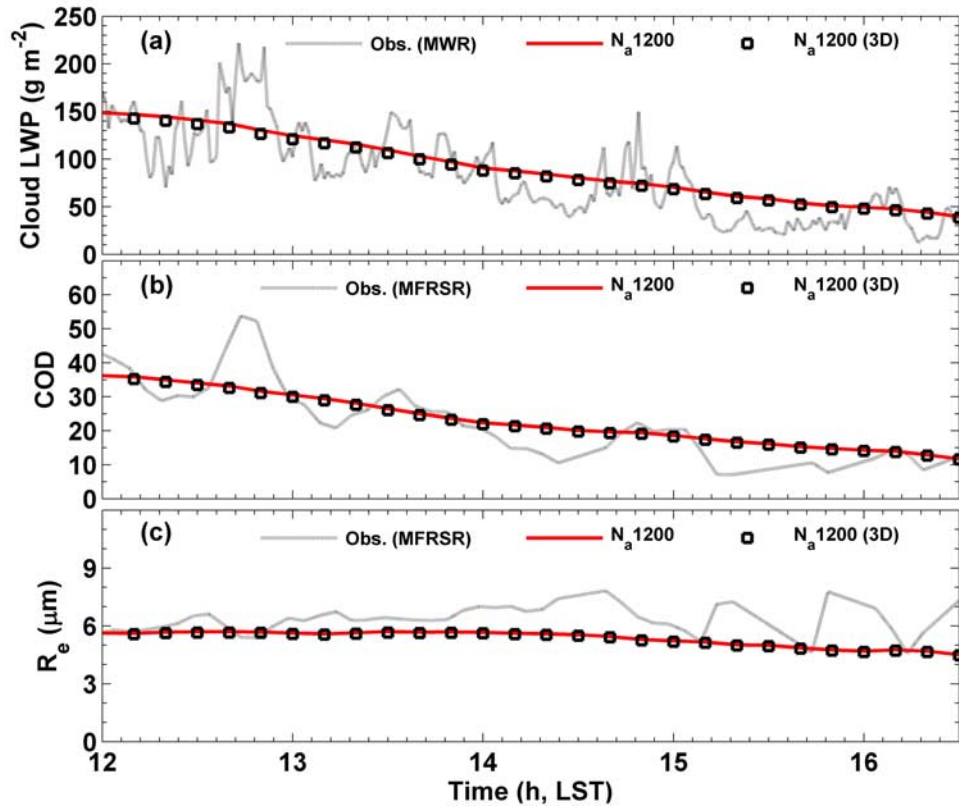 (a) Obs. (MWR) Nₐ1200 Nₐ1200 (3D)
250
200
150
100
50
0
Cloud LWP (g m⁻²)
(b) Obs. (MFRSR) Nₐ1200 Nₐ1200 (3D)
60
50
40
30
20
10
0
COD
(c) Obs. (MFRSR) Nₐ1200 Nₐ1200 (3D)
9
6
3
0
Rₑ (μm)
12 13 14 15 16
Time (h, LST)